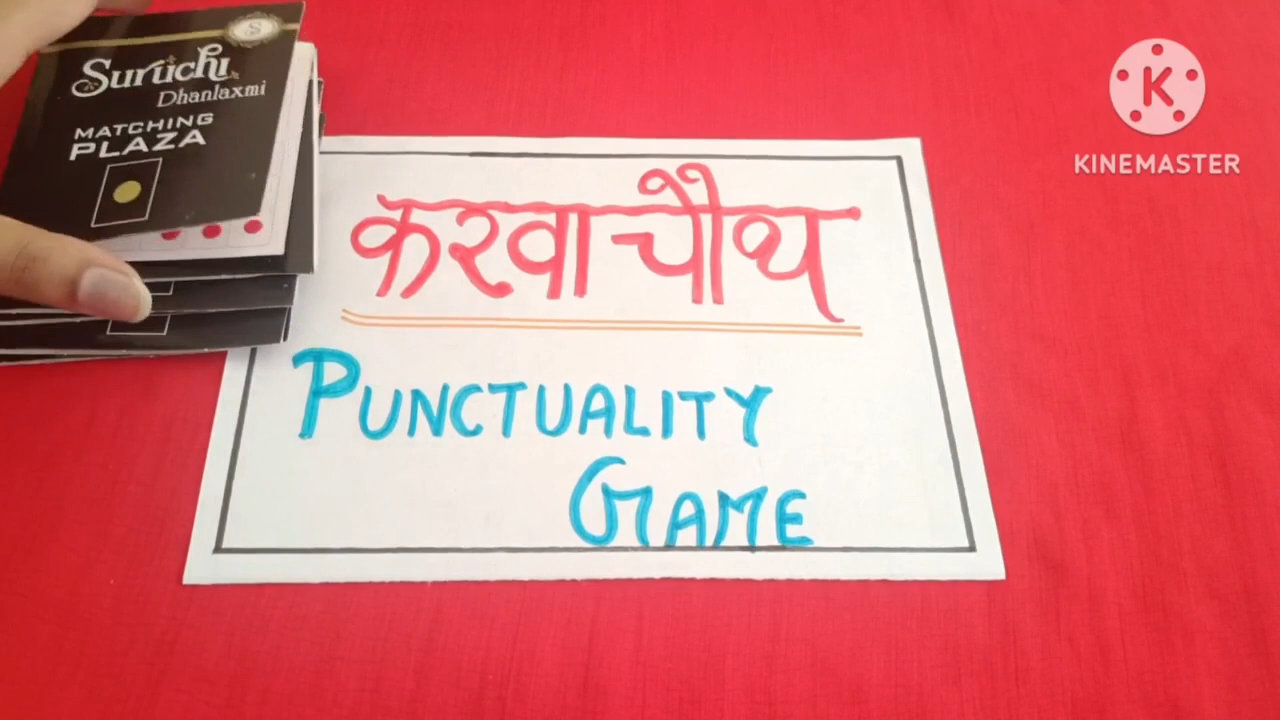 S
Suruchi
Dhanlaxmi
MATCHING
PLAZA
K
KINEMASTER
करवाचौथ
PUNCTUALITY
GAME